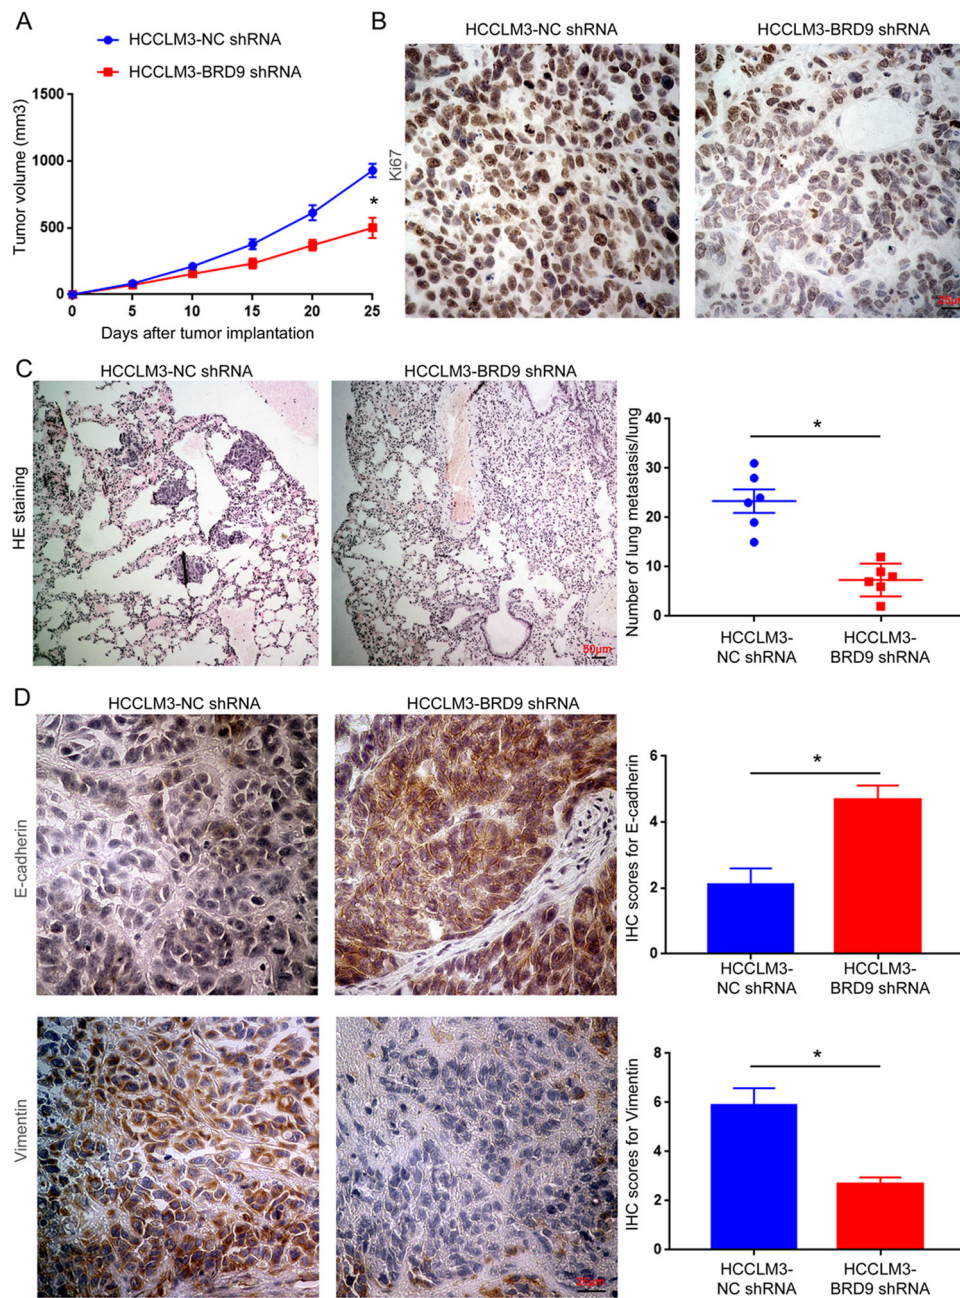 A
HCCLM3-NC shRNA
HCCLM3-BRD9 shRNA
Tumor volume (mm3)
1500
1000
500
0
0 5 10 15 20 25
*
Days after tumor implantation
B
HCCLM3-NC shRNA HCCLM3-BRD9 shRNA
Ki67
25μm
C
HCCLM3-NC shRNA HCCLM3-BRD9 shRNA
HE staining
50μm
Number of lung metastasis/lung
40
30
20
10
0
*
HCCLM3- HCCLM3-
NC shRNA BRD9 shRNA
D
HCCLM3-NC shRNA HCCLM3-BRD9 shRNA
E-cadherin
IHC scores for E-cadherin
6
4
2
0
*
HCCLM3- HCCLM3-
NC shRNA BRD9 shRNA
Vimentin
25μm
IHC scores for Vimentin
8
6
4
2
0
*
HCCLM3- HCCLM3-
NC shRNA BRD9 shRNA